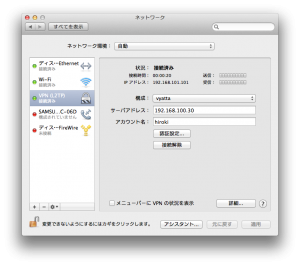 ネットワーク
すべてを表示
ネットワーク環境： 自動
ディス…Ethernet
接続済み
Wi-Fi
接続済み
VPN (L2TP)
接続済み
SAMSU…C-06D
構成されていません
ディス…FireWire
未接続
状況： 接続済み
接続時間： 00:00:20 送信：
IP アドレス： 192.168.101.101 受信：
構成： vyatta
サーバアドレス： 192.168.100.30
アカウント名： hiroki
認証設定...
接続解除
メニューバーに VPN の状況を表示
詳細...
?
変更できないようにするにはカギをクリックします。
アシスタント...
元に戻す
適用